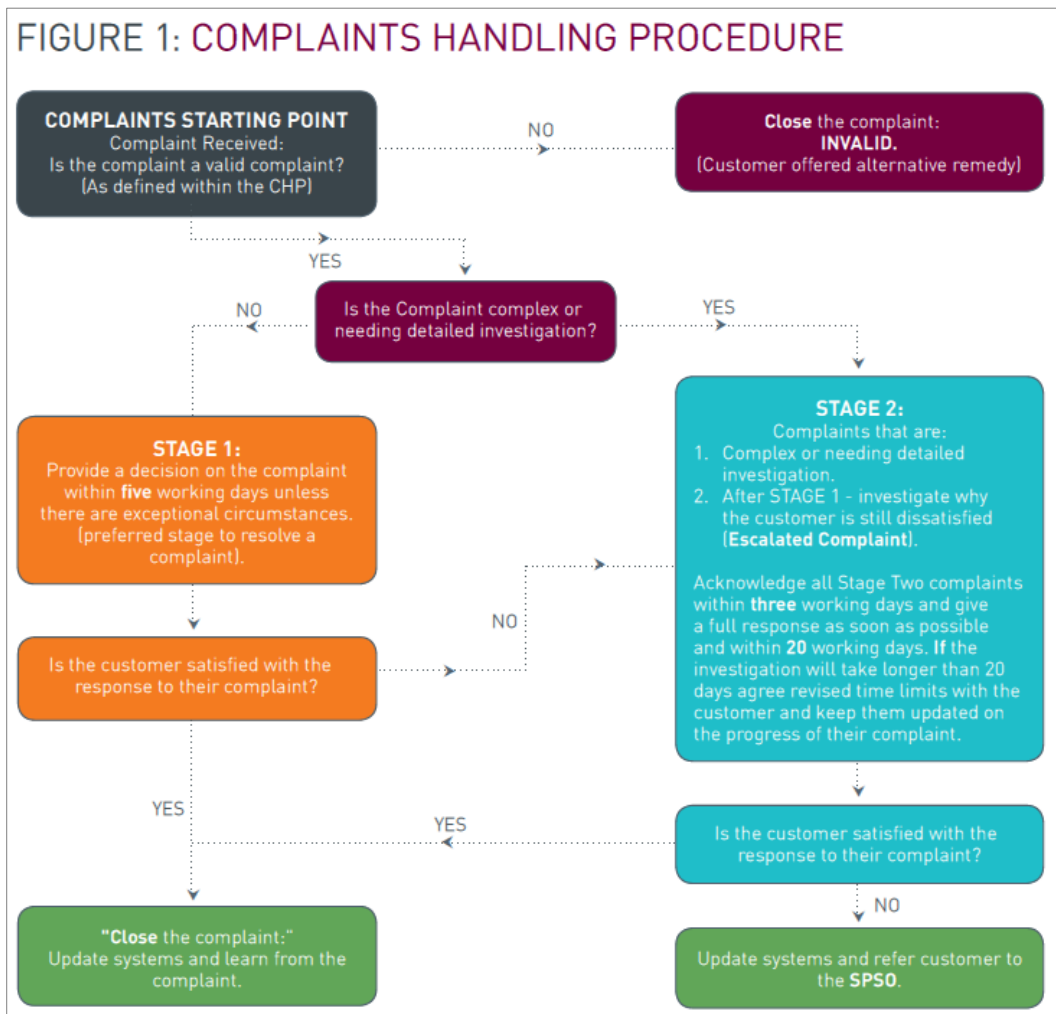 FIGURE 1: COMPLAINTS HANDLING PROCEDURE
COMPLAINTS STARTING POINT
Complaint Received:
Is the complaint a valid complaint?
(As defined within the CHP)
NO
Close the complaint:
INVALID.
(Customer offered alternative remedy)
YES
Is the Complaint complex or
needing detailed investigation?
NO
YES
STAGE 1:
Provide a decision on the complaint
within five working days unless
there are exceptional circumstances.
(preferred stage to resolve a
complaint).
STAGE 2:
Complaints that are:
1. Complex or needing detailed
investigation.
2. After STAGE 1 - investigate why
the customer is still dissatisfied
(Escalated Complaint).
Acknowledge all Stage Two complaints
within three working days and give
a full response as soon as possible
and within 20 working days. If the
investigation will take longer than 20
days agree revised time limits with the
customer and keep them updated on
the progress of their complaint.
Is the customer satisfied with the
response to their complaint?
NO
YES
Is the customer satisfied with the
response to their complaint?
YES
NO
"Close the complaint:"
Update systems and learn from the
complaint.
Update systems and refer customer to
the SPSO.